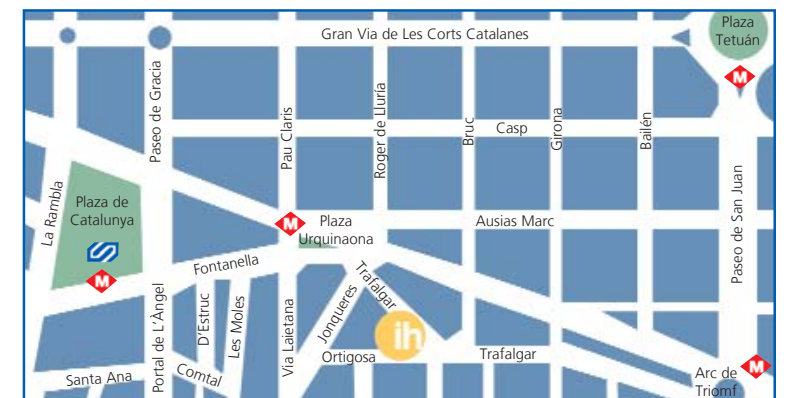 Plaza
Tetuán
Gran Via de Les Corts Catalanes
M
Paseo de Gracia
Pau Claris
Roger de Lluría
Bruc
Casp
Girona
Bailén
Paseo de San Juan
La Rambla
Plaza de
Catalunya
M
M
Plaza
Urquinaona
Ausias Marc
Fontanella
Trafalgar
Portal de L'Àngel
D'Estruc
Les Moles
Via Laietana
Jonqueres
ih
Ortigosa
Trafalgar
Santa Ana
Comtal
M
Arc de
Triomf